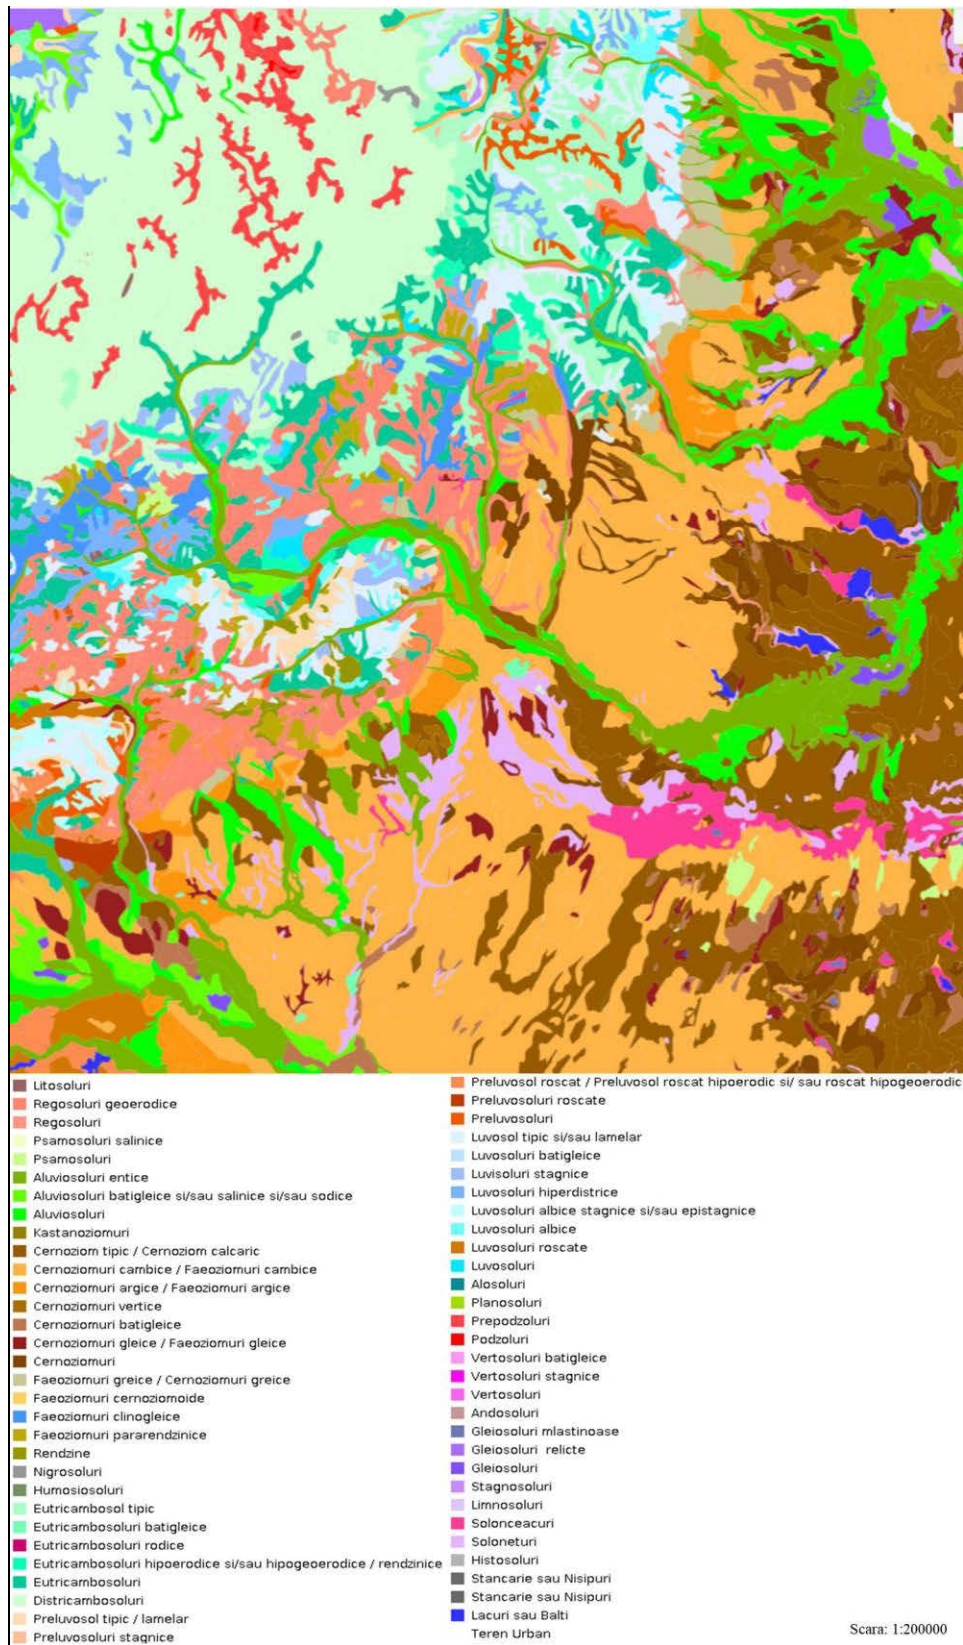 Litosoluri
Regosoluri geoerodice
Regosoluri
Psamosoluri salinice
Psamosoluri
Aluviosoluri entice
Aluviosoluri batigleice si/sau salinice si/sau sodice
Aluviosoluri
Kastanoziomuri
Cernoziom tipic / Cernoziom calcaric
Cernoziomuri cambice / Faeoziomuri cambice
Cernoziomuri argice / Faeoziomuri argice
Cernoziomuri vertice
Cernoziomuri batigleice
Cernoziomuri gleice / Faeoziomuri gleice
Cernoziomuri
Faeoziomuri greice / Cernoziomuri greice
Faeoziomuri cernoziomoide
Faeoziomuri clinogleice
Faeoziomuri pararendzinice
Rendzine
Nigrosoluri
Humosiosoluri
Eutricambosol tipic
Eutricambosoluri batigleice
Eutricambosoluri rodice
Eutricambosoluri hipoerodice si/sau hipogeoerodice / rendzinice
Eutricambosoluri
Districambosoluri
Preluvosol tipic / lamelar
Preluvosoluri stagnice
Preluvosol roscat / Preluvosol roscat hipoerodic si/ sau roscat hipogeoerodic
Preluvosoluri roscate
Preluvosoluri
Luvosol tipic si/sau lamelar
Luvosoluri batigleice
Luvisoluri stagnice
Luvosoluri hiperdistrice
Luvosoluri albice stagnice si/sau epistagnice
Luvosoluri albice
Luvosoluri roscate
Luvosoluri
Alosoluri
Planosoluri
Prepodzoluri
Podzoluri
Vertosoluri batigleice
Vertosoluri stagnice
Vertosoluri
Andosoluri
Gleiosoluri mlastinoase
Gleiosoluri relicte
Gleiosoluri
Stagnosoluri
Limnosoluri
Solonceacuri
Soloneturi
Histosoluri
Stancarie sau Nisipuri
Stancarie sau Nisipuri
Lacuri sau Balti
Teren Urban
Scara: 1:200000